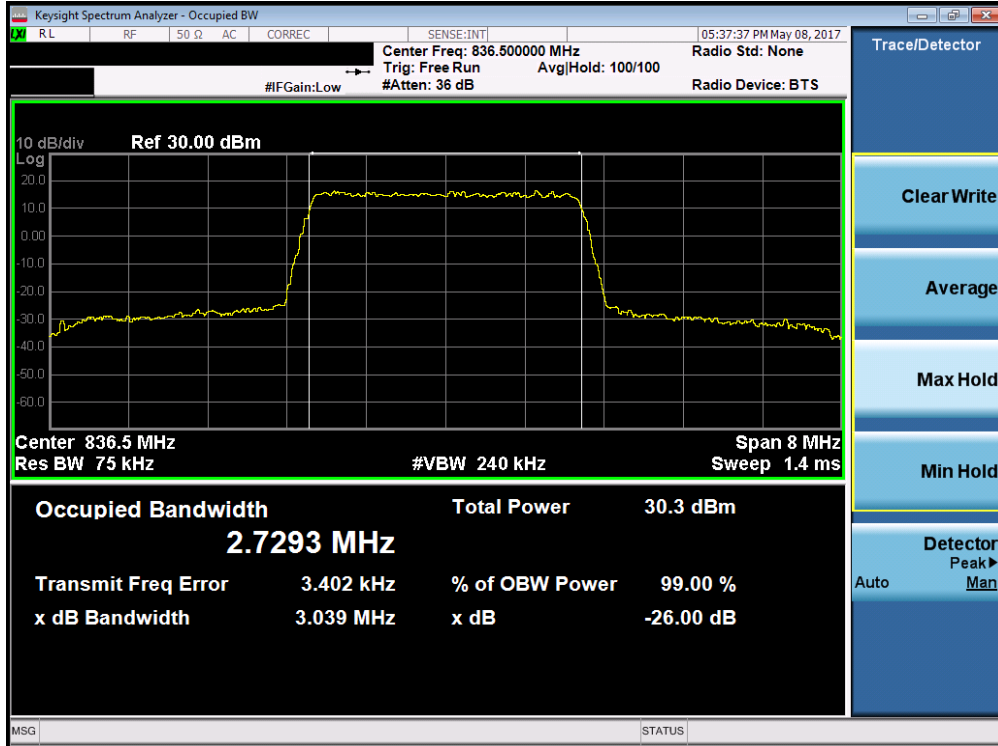 Keysight Spectrum Analyzer - Occupied BW
LXI RL RF 50 Ω AC CORREC SENSE:INT 05:37:37 PM May 08, 2017
Center Freq: 836.500000 MHz Radio Std: None
Trig: Free Run Avg|Hold: 100/100
#IFGain:Low #Atten: 36 dB Radio Device: BTS
10 dB/div Ref 30.00 dBm
Log
20.0
10.0
0.00
-10.0
-20.0
-30.0
-40.0
-50.0
-60.0
Center 836.5 MHz Span 8 MHz
Res BW 75 kHz #VBW 240 kHz Sweep 1.4 ms
Occupied Bandwidth Total Power 30.3 dBm
2.7293 MHz
Transmit Freq Error 3.402 kHz % of OBW Power 99.00 %
x dB Bandwidth 3.039 MHz x dB -26.00 dB
MSG STATUS
Trace/Detector
Clear Write
Average
Max Hold
Min Hold
Detector
Peak▶
Auto Man